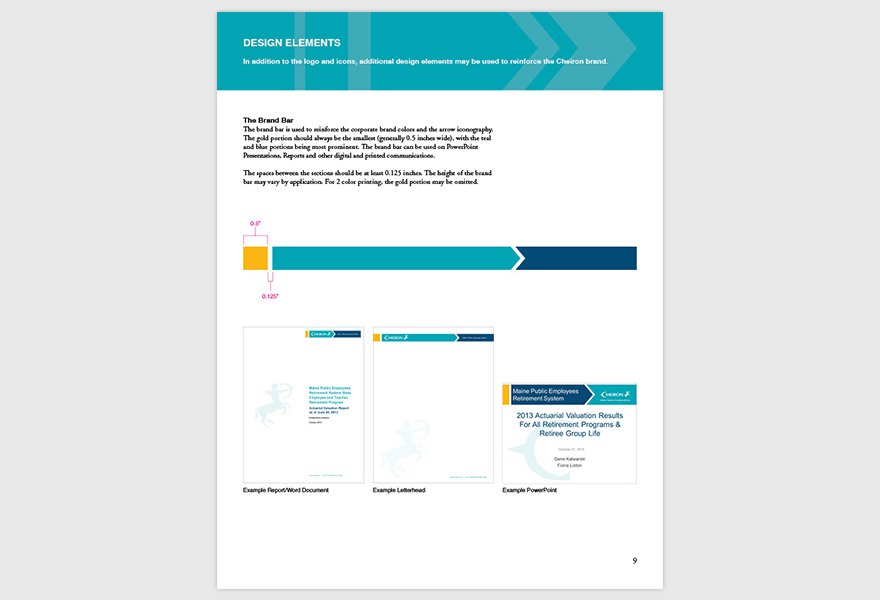 DESIGN ELEMENTS
In addition to the logo and icons, additional design elements may be used to reinforce the Cheiron brand.
The Brand Bar
The brand bar is used to reinforce the corporate brand colors and the arrow iconography.
The gold portion should always be the smallest (generally 0.5 inches wide), with the teal
and blue portions being most prominent. The brand bar can be used on PowerPoint
Presentations, Reports and other digital and printed communications.
The spaces between the sections should be at least 0.125 inches. The height of the brand
bar may vary by application. For 2 color printing, the gold portion may be omitted.
0.5"
0.125"
CHEIRON
Maine Public Employees
Retirement System State
Employee and Teacher
Retirement Program
Actuarial Valuation Report
as of June 30, 2013
Example Report/Word Document
CHEIRON
Example Letterhead
Maine Public Employees
Retirement System
CHEIRON
2013 Actuarial Valuation Results
For All Retirement Programs &
Retiree Group Life
October 31, 2013
Gene Kalwarski
Fiona Liston
Example PowerPoint
9